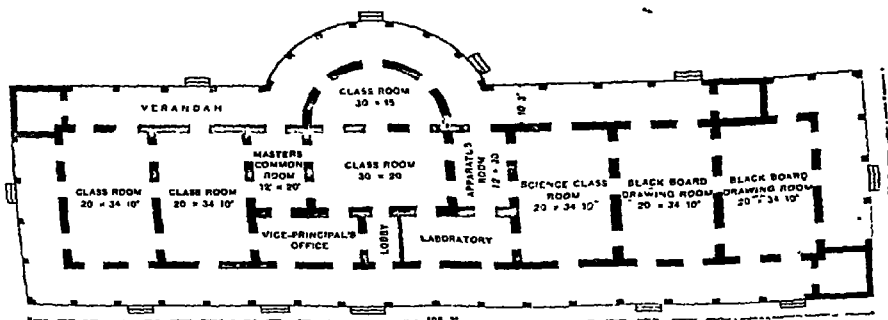 CLASS ROOM
30 × 15
VERANDAH
10' 3"
MASTERS
COMMON
ROOM
12' × 20'
CLASS ROOM
30 × 20
APPARATUS
ROOM
12 × 20
CLASS ROOM
20 × 34 10"
CLASS ROOM
20 × 34 10"
SCIENCE CLASS
ROOM
20 × 34 10"
BLACK BOARD
DRAWING ROOM
20 × 34 10"
BLACK BOARD
DRAWING ROOM
20 × 34 10"
VICE-PRINCIPAL'S
OFFICE
LOBBY
LABORATORY